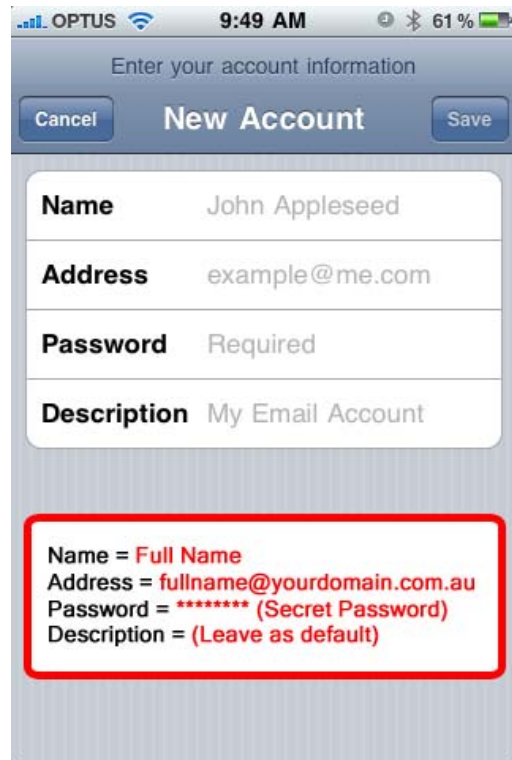 OPTUS 9:49 AM 61%
Enter your account information
Cancel New Account Save
Name John Appleseed
Address example@me.com
Password Required
Description My Email Account
Name = Full Name
Address = fullname@yourdomain.com.au
Password = ******** (Secret Password)
Description = (Leave as default)